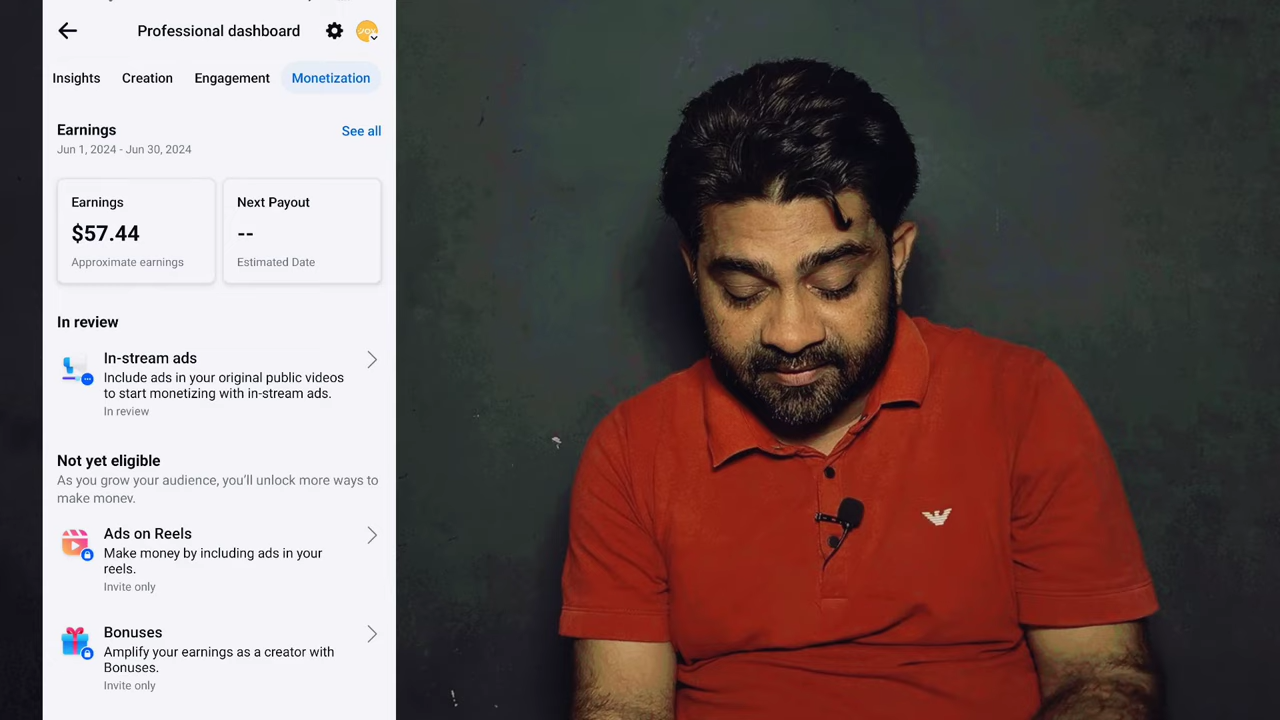 Professional dashboard
Insights Creation Engagement Monetization
Earnings See all
Jun 1, 2024 - Jun 30, 2024
Earnings Next Payout
$57.44 --
Approximate earnings Estimated Date
In review
In-stream ads
Include ads in your original public videos
to start monetizing with in-stream ads.
In review
Not yet eligible
As you grow your audience, you'll unlock more ways to
make money.
Ads on Reels
Make money by including ads in your
reels.
Invite only
Bonuses
Amplify your earnings as a creator with
Bonuses.
Invite only